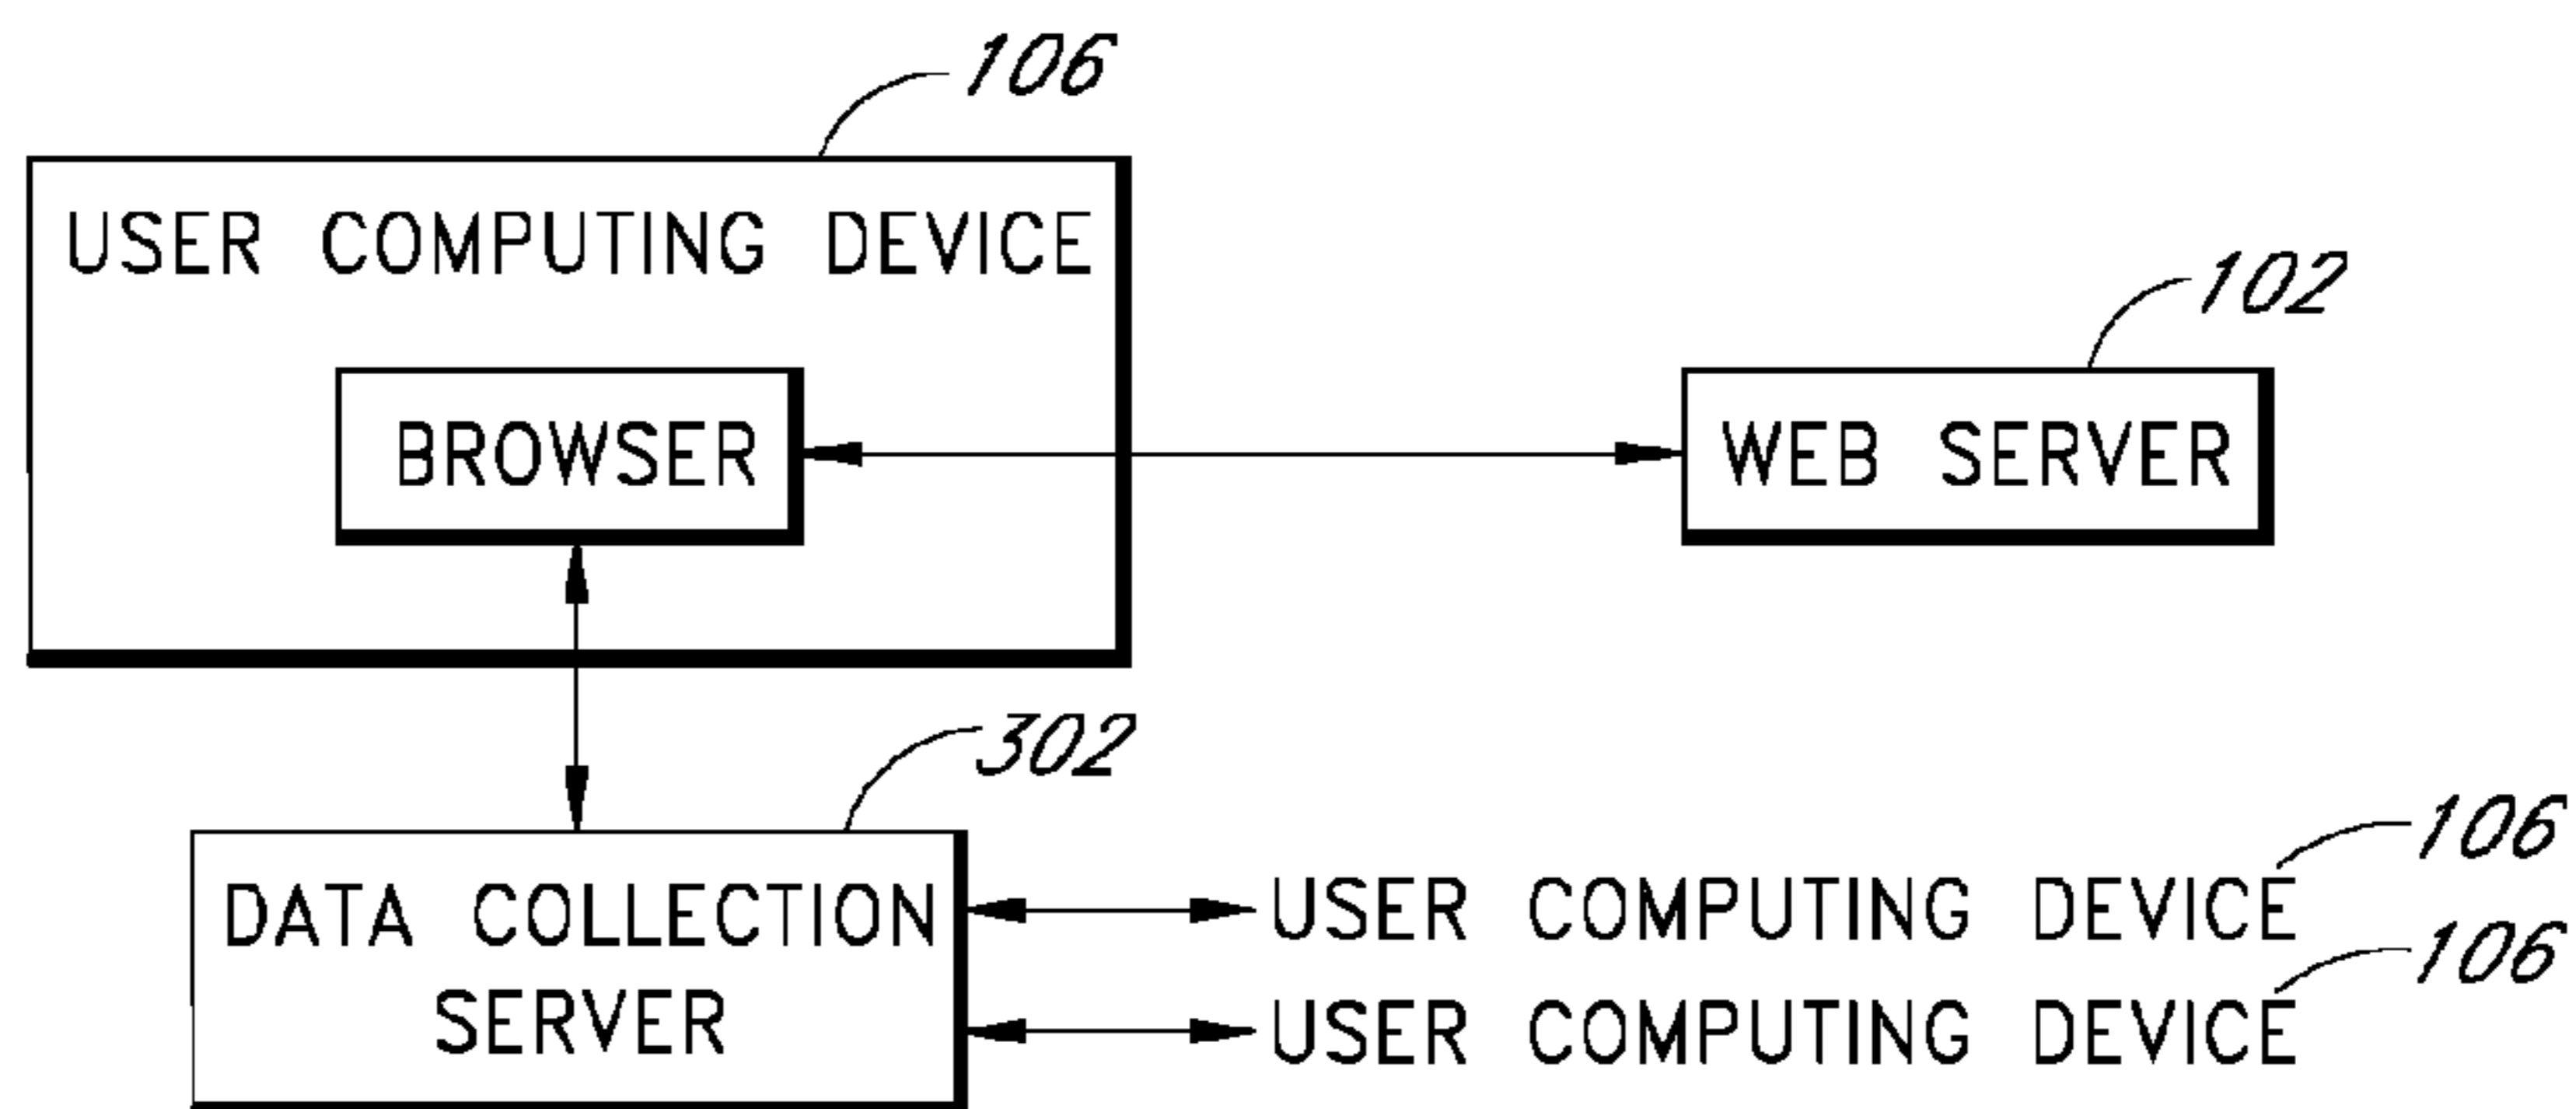 106
USER COMPUTING DEVICE
102
BROWSER
WEB SERVER
302
106
DATA COLLECTION
USER COMPUTING DEVICE
106
SERVER
USER COMPUTING DEVICE